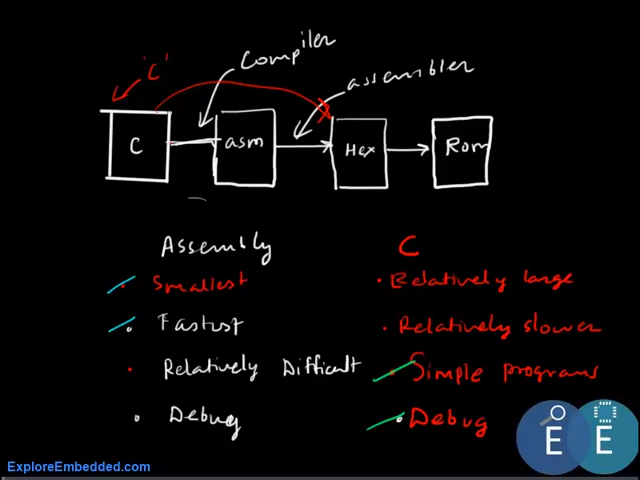 'C'
Compiler
assembler
C
asm
Hex
Rom
Assembly
C
Smallest
Relatively large
Fastest
Relatively slower
Relatively Difficult
Simple programs
Debug
Debug
E E
ExploreEmbedded.com